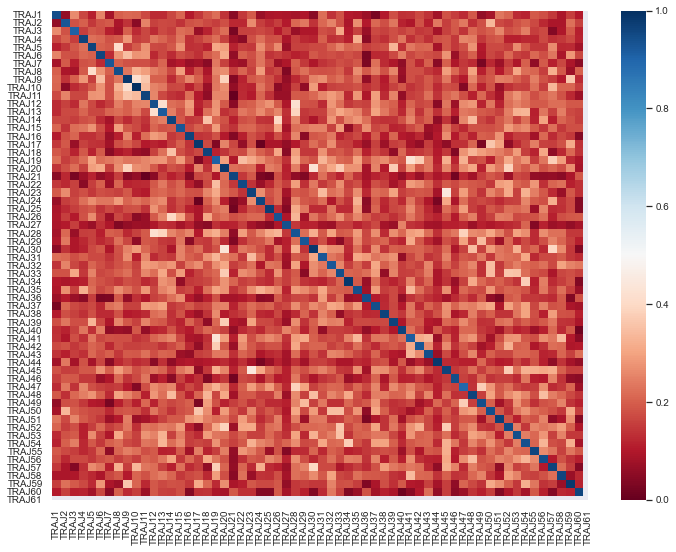 TRAJ1
TRAJ2
TRAJ3
TRAJ4
TRAJ5
TRAJ6
TRAJ7
TRAJ8
TRAJ9
TRAJ10
TRAJ11
TRAJ12
TRAJ13
TRAJ14
TRAJ15
TRAJ16
TRAJ17
TRAJ18
TRAJ19
TRAJ20
TRAJ21
TRAJ22
TRAJ23
TRAJ24
TRAJ25
TRAJ26
TRAJ27
TRAJ28
TRAJ29
TRAJ30
TRAJ31
TRAJ32
TRAJ33
TRAJ34
TRAJ35
TRAJ36
TRAJ37
TRAJ38
TRAJ39
TRAJ40
TRAJ41
TRAJ42
TRAJ43
TRAJ44
TRAJ45
TRAJ46
TRAJ47
TRAJ48
TRAJ49
TRAJ50
TRAJ51
TRAJ52
TRAJ53
TRAJ54
TRAJ55
TRAJ56
TRAJ57
TRAJ58
TRAJ59
TRAJ60
TRAJ61
TRAJ1
TRAJ2
TRAJ3
TRAJ4
TRAJ5
TRAJ6
TRAJ7
TRAJ8
TRAJ9
TRAJ10
TRAJ11
TRAJ12
TRAJ13
TRAJ14
TRAJ15
TRAJ16
TRAJ17
TRAJ18
TRAJ19
TRAJ20
TRAJ21
TRAJ22
TRAJ23
TRAJ24
TRAJ25
TRAJ26
TRAJ27
TRAJ28
TRAJ29
TRAJ30
TRAJ31
TRAJ32
TRAJ33
TRAJ34
TRAJ35
TRAJ36
TRAJ37
TRAJ38
TRAJ39
TRAJ40
TRAJ41
TRAJ42
TRAJ43
TRAJ44
TRAJ45
TRAJ46
TRAJ47
TRAJ48
TRAJ49
TRAJ50
TRAJ51
TRAJ52
TRAJ53
TRAJ54
TRAJ55
TRAJ56
TRAJ57
TRAJ58
TRAJ59
TRAJ60
TRAJ61
1.0
0.8
0.6
0.4
0.2
0.0